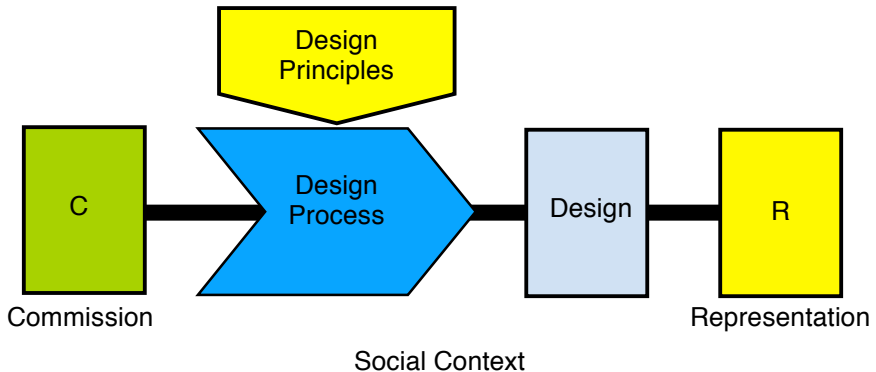 Design
Principles
C
Design
Process
Design
R
Commission
Representation
Social Context